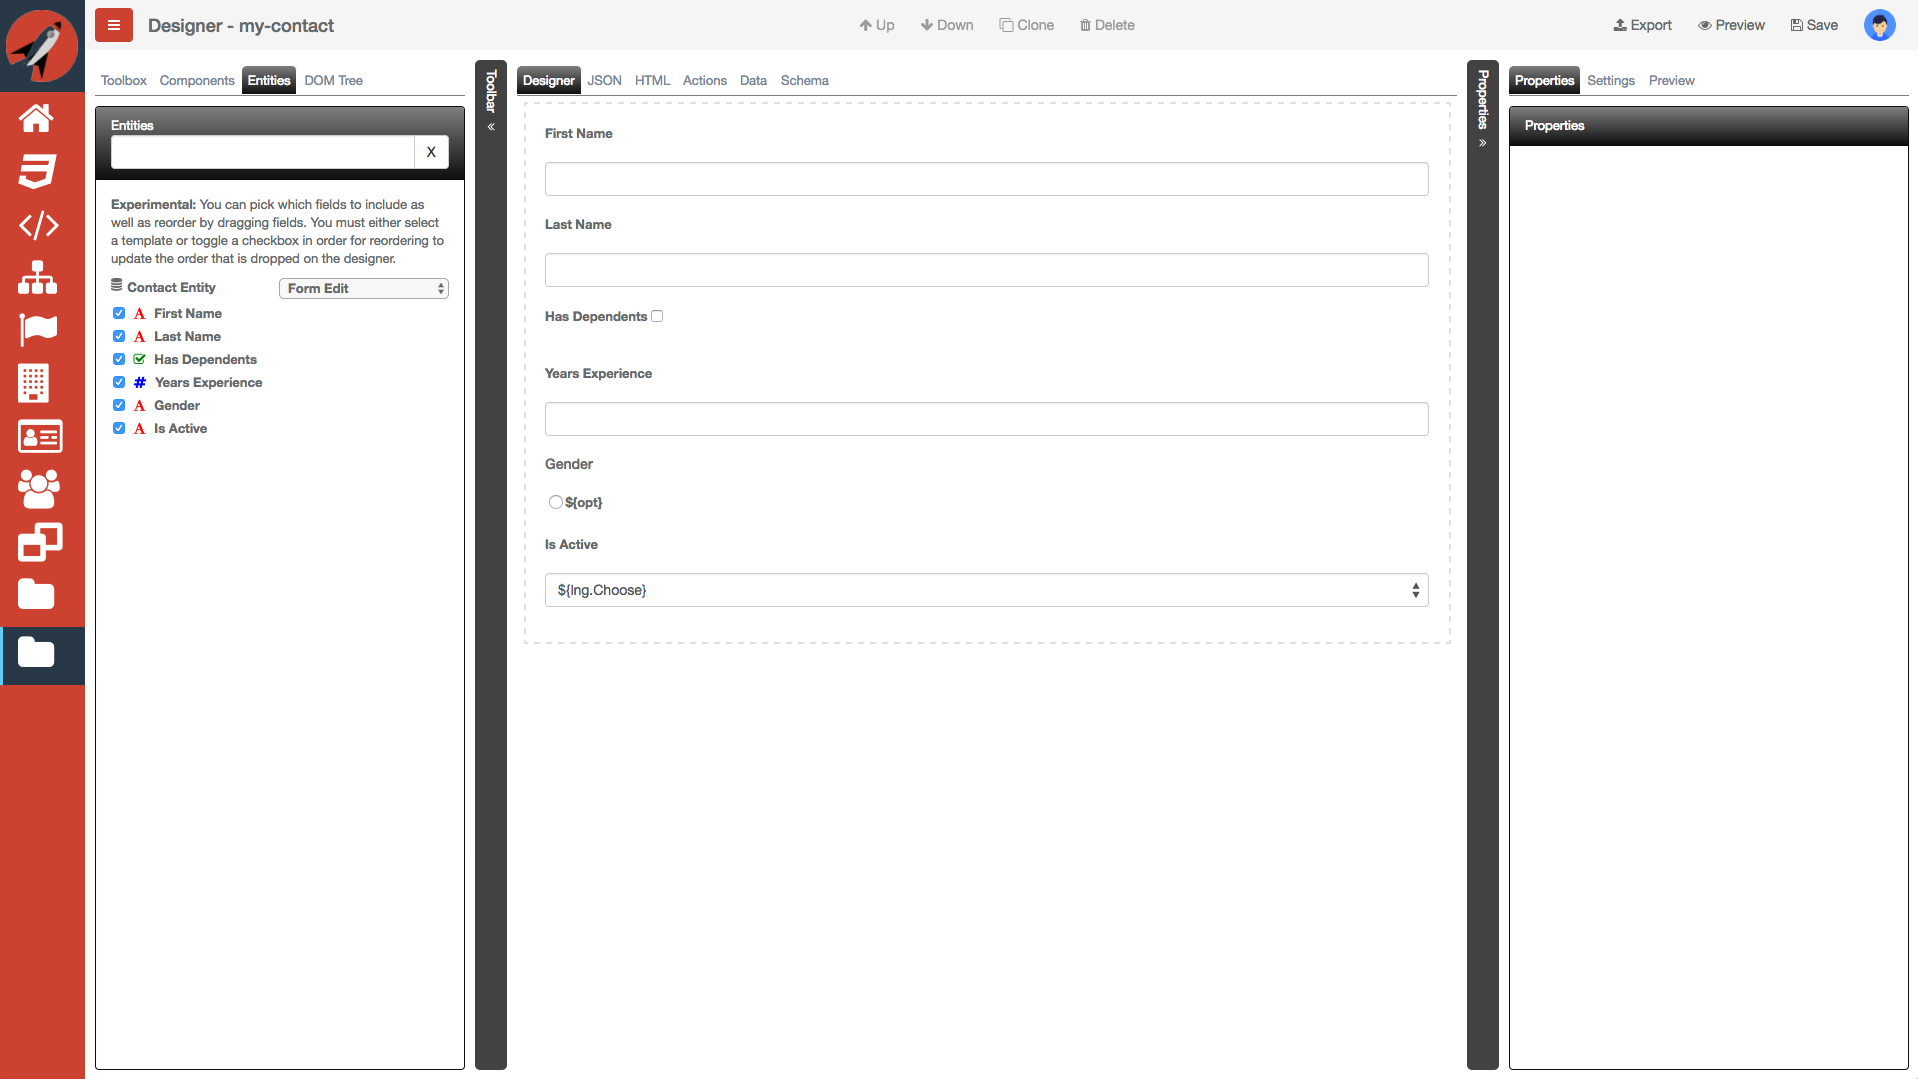 Designer - my-contact
Up Down Clone Delete
Export Preview Save
Toolbox Components Entities DOM Tree
Entities
X
Experimental: You can pick which fields to include as
well as reorder by dragging fields. You must either select
a template or toggle a checkbox in order for reordering to
update the order that is dropped on the designer.
Contact Entity Form Edit
A First Name
A Last Name
Has Dependents
# Years Experience
A Gender
A Is Active
Toolbar «
Designer JSON HTML Actions Data Schema
First Name
Last Name
Has Dependents
Years Experience
Gender
${opt}
Is Active
${lng.Choose}
Properties »
Properties Settings Preview
Properties